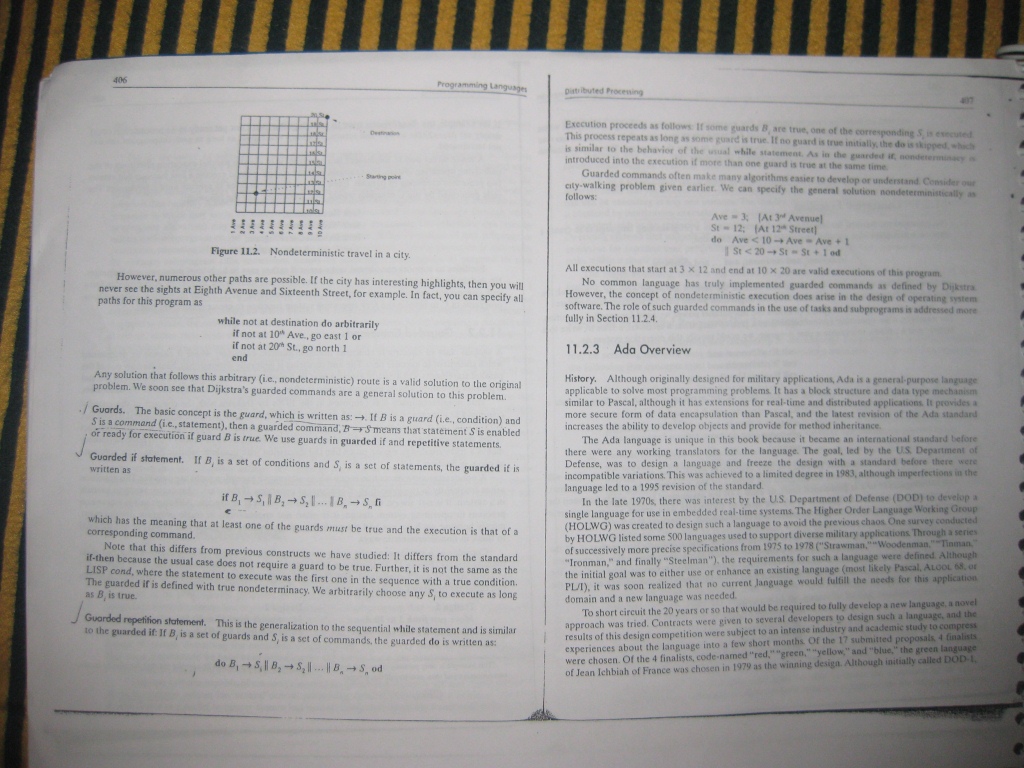 406
Programming Languages
Destination
Starting point
1 Ave
2 Ave
3 Ave
4 Ave
5 Ave
6 Ave
7 Ave
8 Ave
9 Ave
10 Ave
Figure 11.2. Nondeterministic travel in a city.
However, numerous other paths are possible. If the city has interesting highlights, then you will
never see the sights at Eighth Avenue and Sixteenth Street, for example. In fact, you can specify all
paths for this program as
while not at destination do arbitrarily
if not at 10th Ave., go east 1 or
if not at 20th St., go north 1
end
Any solution that follows this arbitrary (i.e., nondeterministic) route is a valid solution to the original
problem. We soon see that Dijkstra's guarded commands are a general solution to this problem.
Guards. The basic concept is the guard, which is written as: →. If B is a guard (i.e., condition) and
S is a command (i.e., statement), then a guarded command, B → S means that statement S is enabled
or ready for execution if guard B is true. We use guards in guarded if and repetitive statements.
Guarded if statement. If Bi is a set of conditions and Si is a set of statements, the guarded if is
written as
if B1 → S1 || B2 → S2 || ... || Bn → Sn fi
which has the meaning that at least one of the guards must be true and the execution is that of a
corresponding command.
Note that this differs from previous constructs we have studied: It differs from the standard
if-then because the usual case does not require a guard to be true. Further, it is not the same as the
LISP cond, where the statement to execute was the first one in the sequence with a true condition.
The guarded if is defined with true nondeterminacy. We arbitrarily choose any Si to execute as long
as Bi is true.
Guarded repetition statement. This is the generalization to the sequential while statement and is similar
to the guarded if: If Bi is a set of guards and Si is a set of commands, the guarded do is written as:
do B1 → S1 || B2 → S2 || ... || Bn → Sn od
Distributed Processing
407
Execution proceeds as follows: If some guards Bi are true, one of the corresponding Si is executed.
This process repeats as long as some guard is true. If no guard is true initially, the do is skipped, which
is similar to the behavior of the usual while statement. As in the guarded if, nondeterminacy is
introduced into the execution if more than one guard is true at the same time.
Guarded commands often make many algorithms easier to develop or understand. Consider our
city-walking problem given earlier. We can specify the general solution nondeterministically as
follows:
Ave = 3; {At 3rd Avenue}
St = 12; {At 12th Street}
do Ave < 10 → Ave = Ave + 1
|| St < 20 → St = St + 1 od
All executions that start at 3 × 12 and end at 10 × 20 are valid executions of this program.
No common language has truly implemented guarded commands as defined by Dijkstra.
However, the concept of nondeterministic execution does arise in the design of operating system
software. The role of such guarded commands in the use of tasks and subprograms is addressed more
fully in Section 11.2.4.
11.2.3 Ada Overview
History. Although originally designed for military applications, Ada is a general-purpose language
applicable to solve most programming problems. It has a block structure and data type mechanism
similar to Pascal, although it has extensions for real-time and distributed applications. It provides a
more secure form of data encapsulation than Pascal, and the latest revision of the Ada standard
increases the ability to develop objects and provide for method inheritance.
The Ada language is unique in this book because it became an international standard before
there were any working translators for the language. The goal, led by the U.S. Department of
Defense, was to design a language and freeze the design with a standard before there were
incompatible variations. This was achieved to a limited degree in 1983, although imperfections in the
language led to a 1995 revision of the standard.
In the late 1970s, there was interest by the U.S. Department of Defense (DOD) to develop a
single language for use in embedded real-time systems. The Higher Order Language Working Group
(HOLWG) was created to design such a language to avoid the previous chaos. One survey conducted
by HOLWG listed some 500 languages used to support diverse military applications. Through a series
of successively more precise specifications from 1975 to 1978 ("Strawman," "Woodenman," "Tinman,"
"Ironman," and finally "Steelman"), the requirements for such a language were defined. Although
the initial goal was to either use or enhance an existing language (most likely Pascal, ALGOL 68, or
PL/I), it was soon realized that no current language would fulfill the needs for this application
domain and a new language was needed.
To short circuit the 20 years or so that would be required to fully develop a new language, a novel
approach was tried. Contracts were given to several developers to design such a language, and the
results of this design competition were subject to an intense industry and academic study to compress
experiences about the language into a few short months. Of the 17 submitted proposals, 4 finalists
were chosen. Of the 4 finalists, code-named "red," "green," "yellow," and "blue," the green language
of Jean Ichbiah of France was chosen in 1979 as the winning design. Although initially called DOD-1,